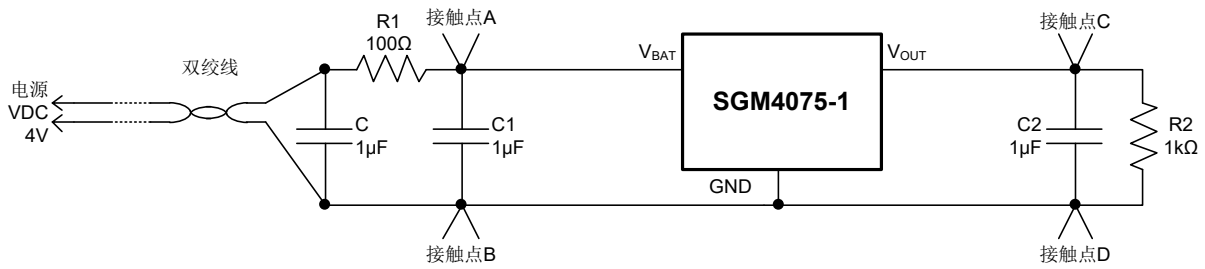 接触点A
接触点C
R1
100Ω
双绞线
VBAT
VOUT
电源
VDC
4V
SGM4075-1
C
1μF
C1
1μF
C2
1μF
R2
1kΩ
GND
接触点B
接触点D